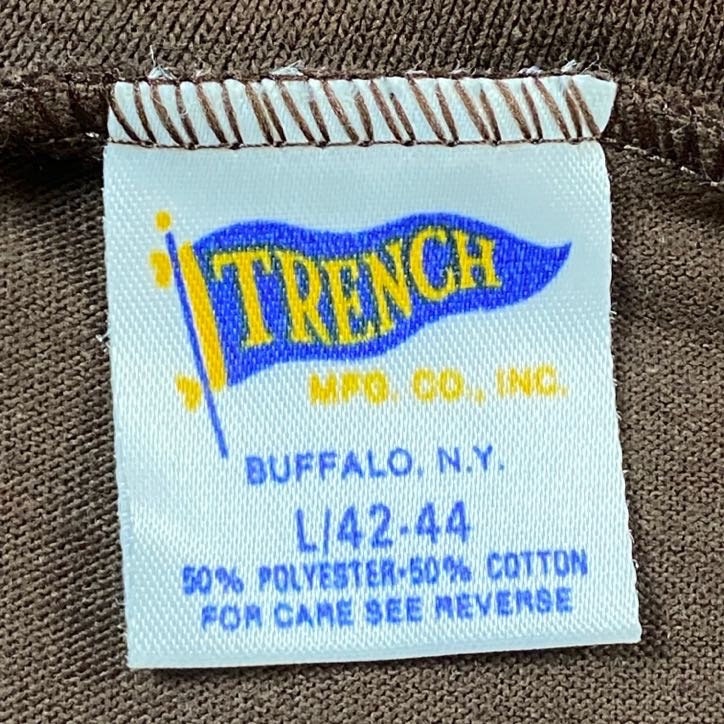 TRENCH
MFG. CO., INC.
BUFFALO, N.Y.
L/42-44
50% POLYESTER·50% COTTON
FOR CARE SEE REVERSE